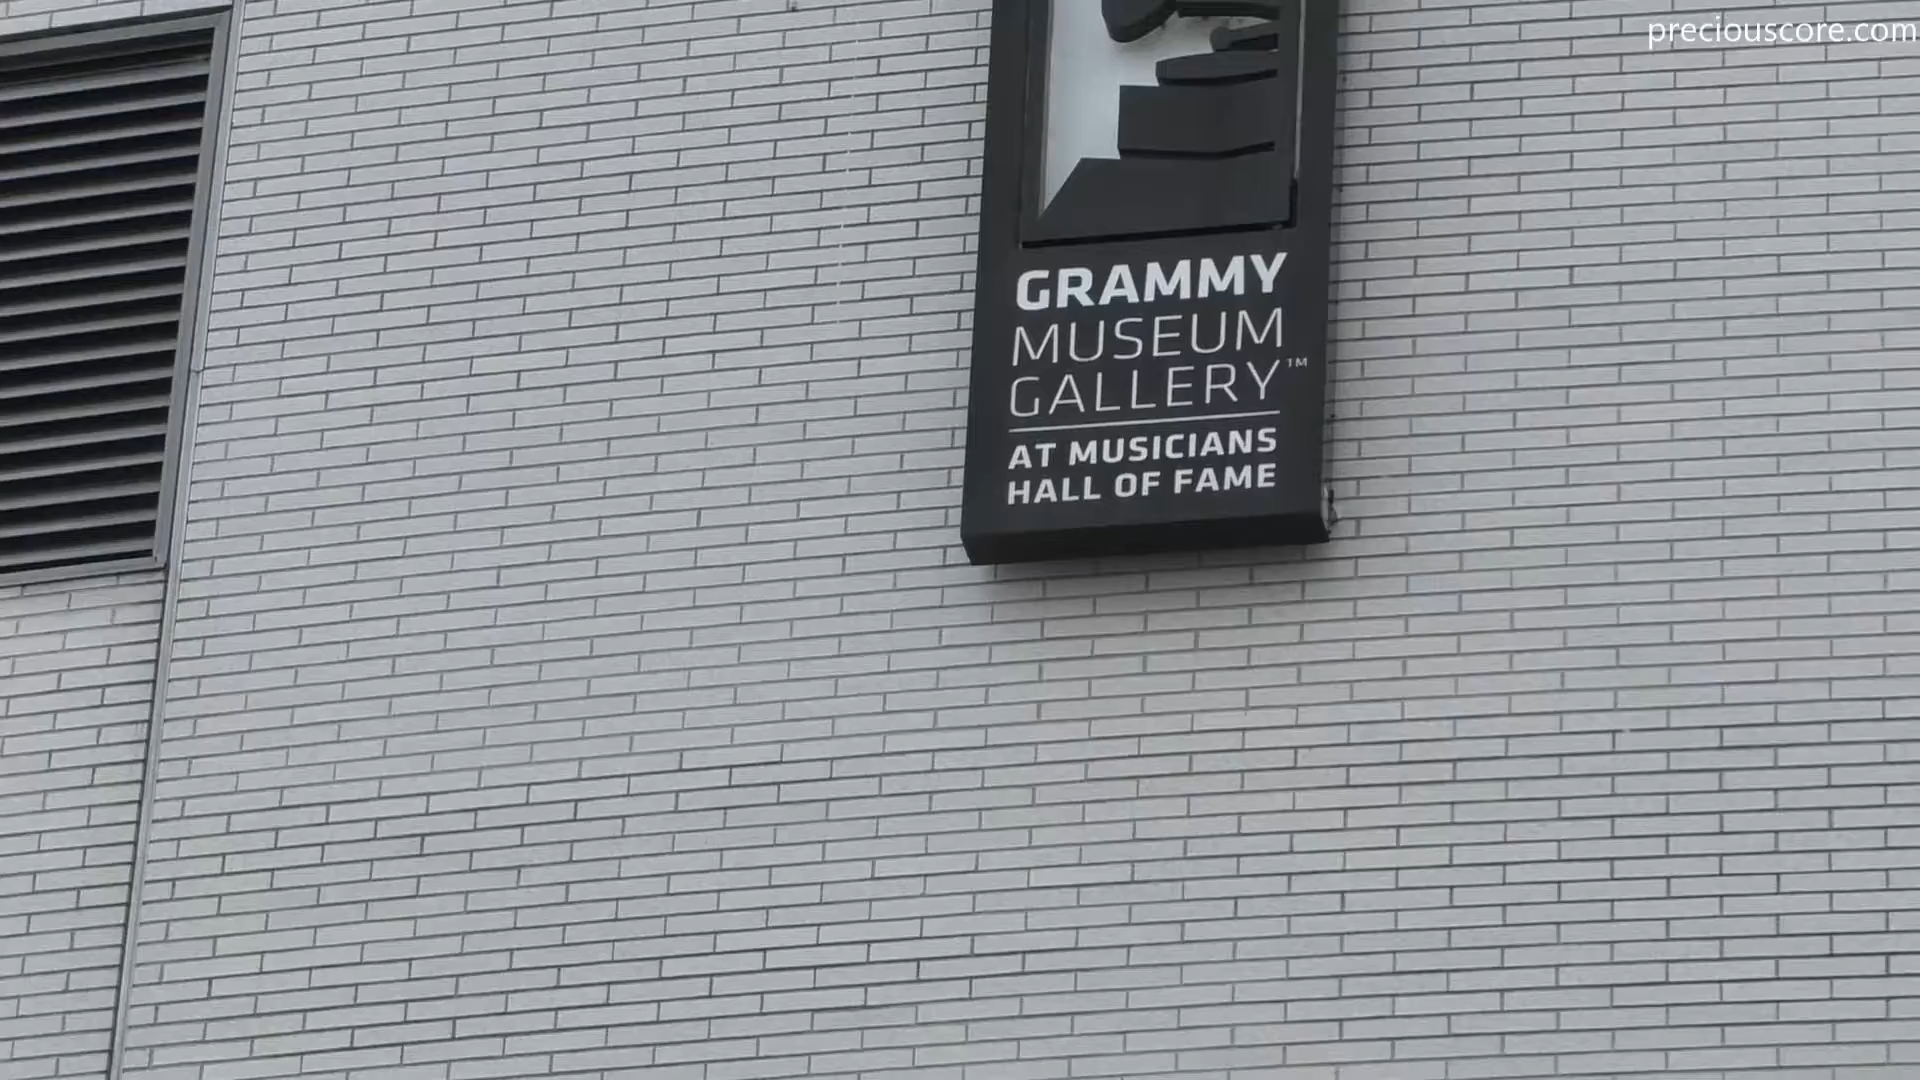 preciouscore.com
GRAMMY
MUSEUM
GALLERY™
AT MUSICIANS
HALL OF FAME